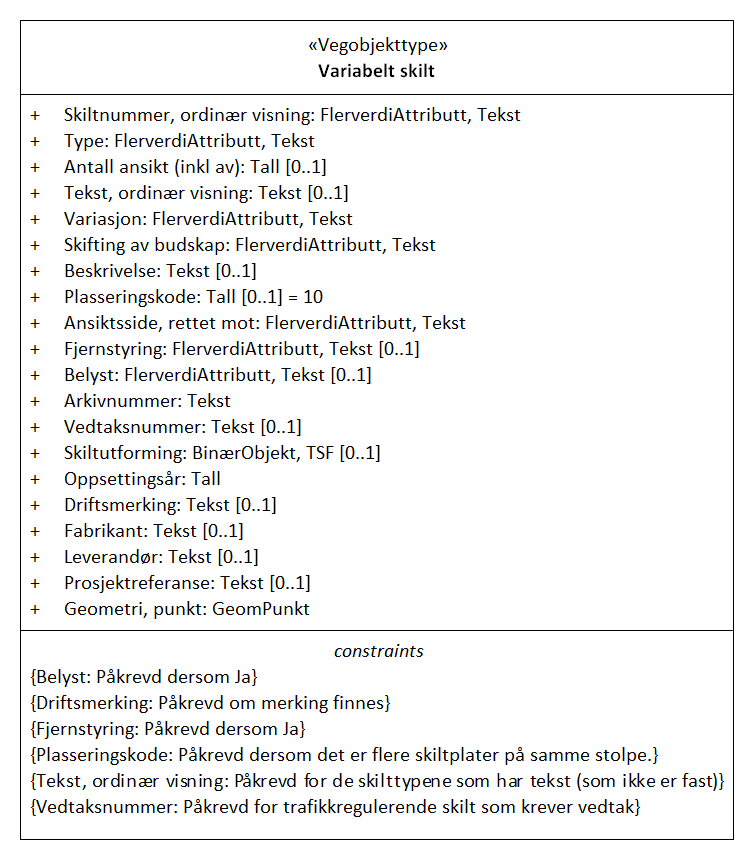 «Vegobjekttype»
Variabelt skilt
+ Skiltnummer, ordinær visning: FlerverdiAttributt, Tekst
+ Type: FlerverdiAttributt, Tekst
+ Antall ansikt (inkl av): Tall [0..1]
+ Tekst, ordinær visning: Tekst [0..1]
+ Variasjon: FlerverdiAttributt, Tekst
+ Skifting av budskap: FlerverdiAttributt, Tekst
+ Beskrivelse: Tekst [0..1]
+ Plasseringskode: Tall [0..1] = 10
+ Ansiktsside, rettet mot: FlerverdiAttributt, Tekst
+ Fjernstyring: FlerverdiAttributt, Tekst [0..1]
+ Belyst: FlerverdiAttributt, Tekst [0..1]
+ Arkivnummer: Tekst
+ Vedtaksnummer: Tekst [0..1]
+ Skiltutforming: BinærObjekt, TSF [0..1]
+ Oppsettingsår: Tall
+ Driftsmerking: Tekst [0..1]
+ Fabrikant: Tekst [0..1]
+ Leverandør: Tekst [0..1]
+ Prosjektreferanse: Tekst [0..1]
+ Geometri, punkt: GeomPunkt
constraints
{Belyst: Påkrevd dersom Ja}
{Driftsmerking: Påkrevd om merking finnes}
{Fjernstyring: Påkrevd dersom Ja}
{Plasseringskode: Påkrevd dersom det er flere skiltplater på samme stolpe.}
{Tekst, ordinær visning: Påkrevd for de skilttypene som har tekst (som ikke er fast)}
{Vedtaksnummer: Påkrevd for trafikkregulerende skilt som krever vedtak}